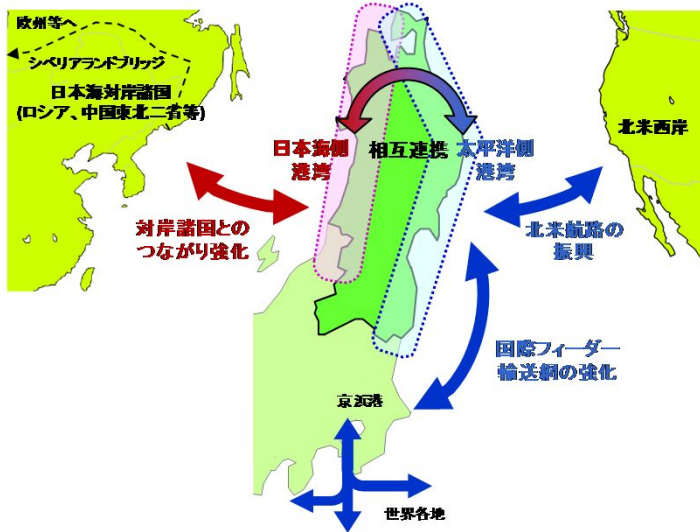 欧州等へ
シベリアランドブリッジ
日本海対岸諸国
(ロシア、中国東北二省等)
北米西岸
日本海側
港湾
相互連携
太平洋側
港湾
対岸諸国との
つながり強化
北米航路の
振興
国際フィーダー
輸送網の強化
京浜港
世界各地